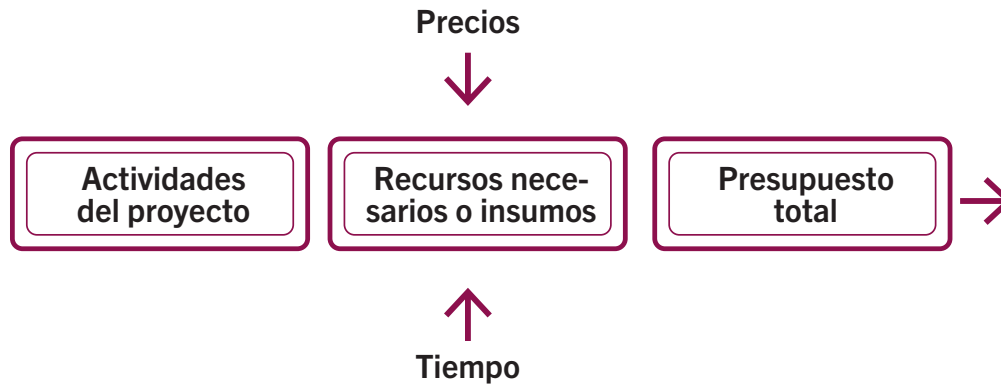 Precios
Actividades
del proyecto
Recursos nece-
sarios o insumos
Presupuesto
total
Tiempo